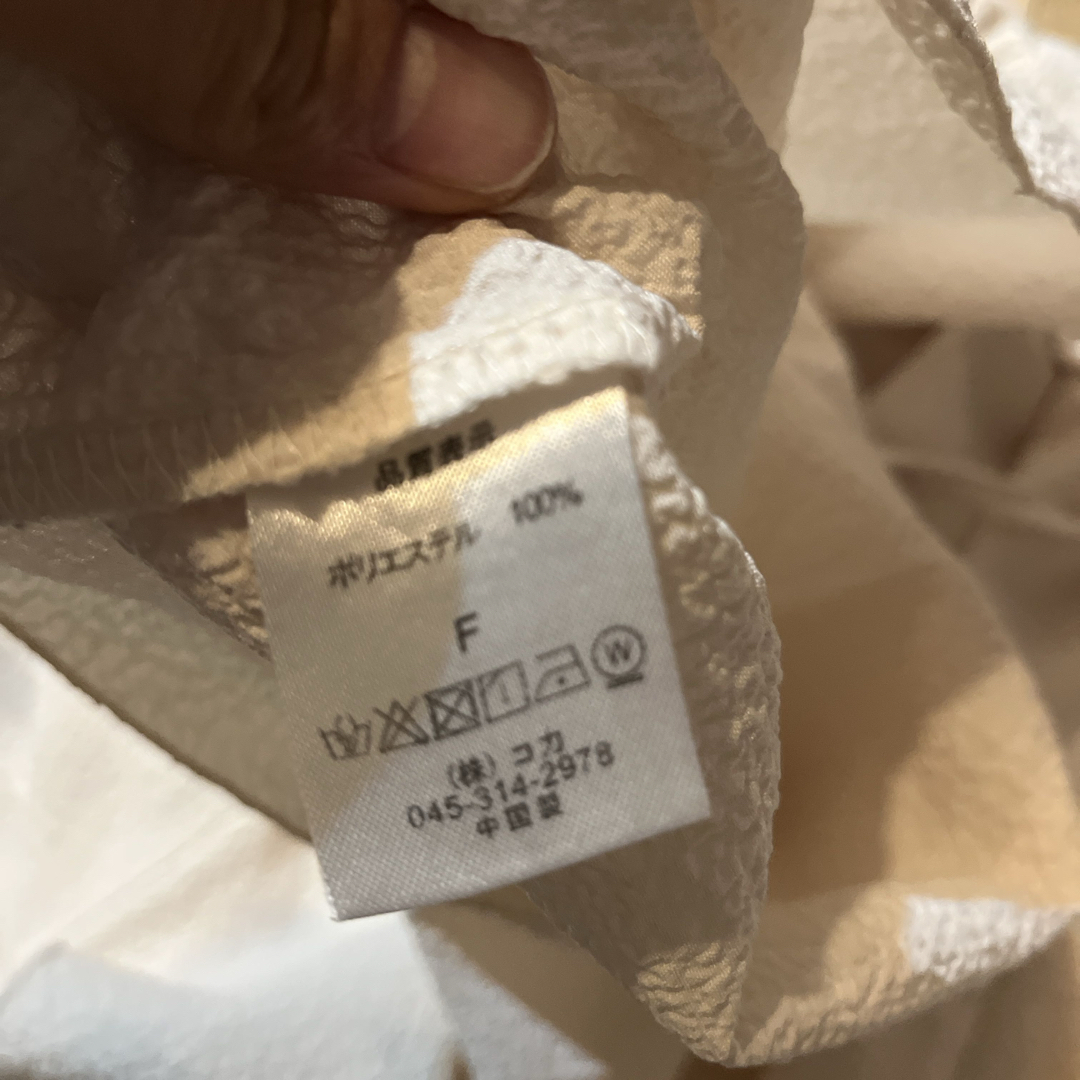 品質表示
ポリエステル 100%
F
W
(株) コカ
045-314-2978
中国製